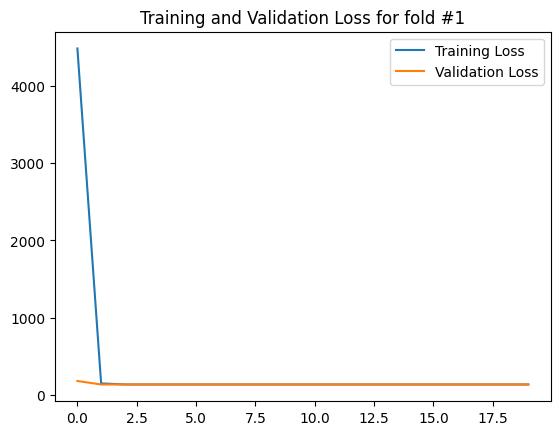 Training and Validation Loss for fold #1
Training Loss
Validation Loss
4000
3000
2000
1000
0
0.0 2.5 5.0 7.5 10.0 12.5 15.0 17.5